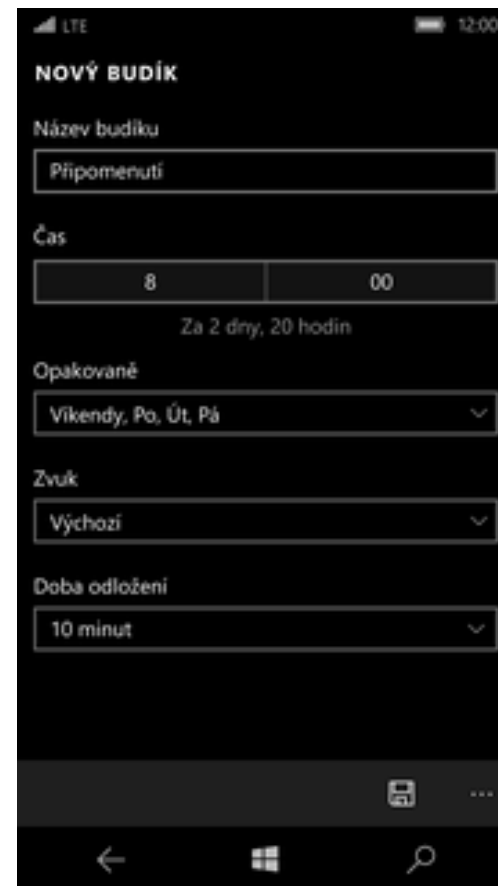 LTE 12:00
NOVÝ BUDÍK
Název budíku
Připomenutí
Čas
8 00
Za 2 dny, 20 hodin
Opakovaně
Víkendy, Po, Út, Pá
Zvuk
Výchozí
Doba odložení
10 minut